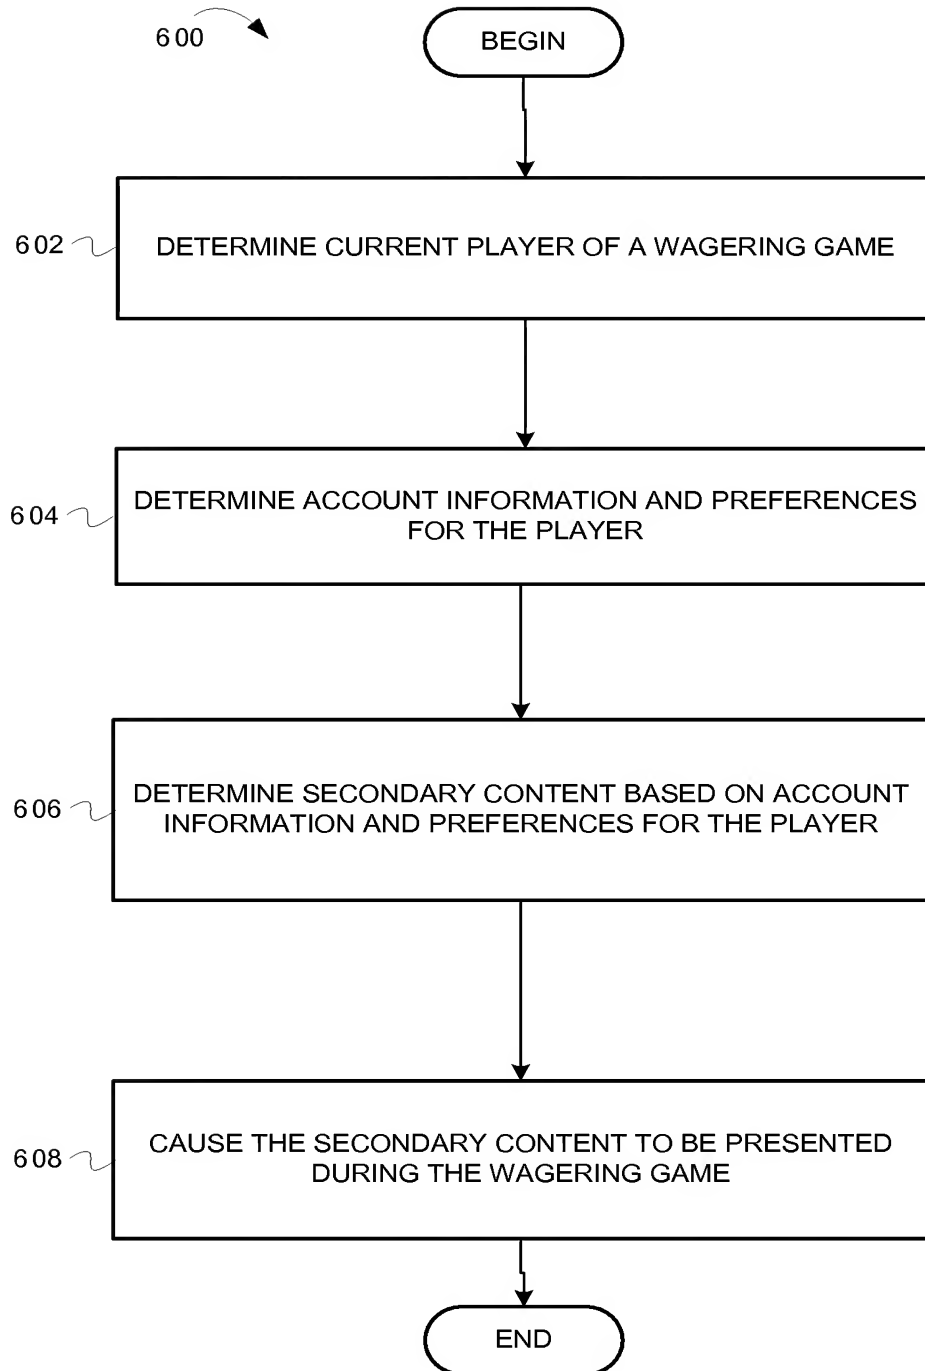 600
BEGIN
602
DETERMINE CURRENT PLAYER OF A WAGERING GAME
604
DETERMINE ACCOUNT INFORMATION AND PREFERENCES
FOR THE PLAYER
606
DETERMINE SECONDARY CONTENT BASED ON ACCOUNT
INFORMATION AND PREFERENCES FOR THE PLAYER
608
CAUSE THE SECONDARY CONTENT TO BE PRESENTED
DURING THE WAGERING GAME
END